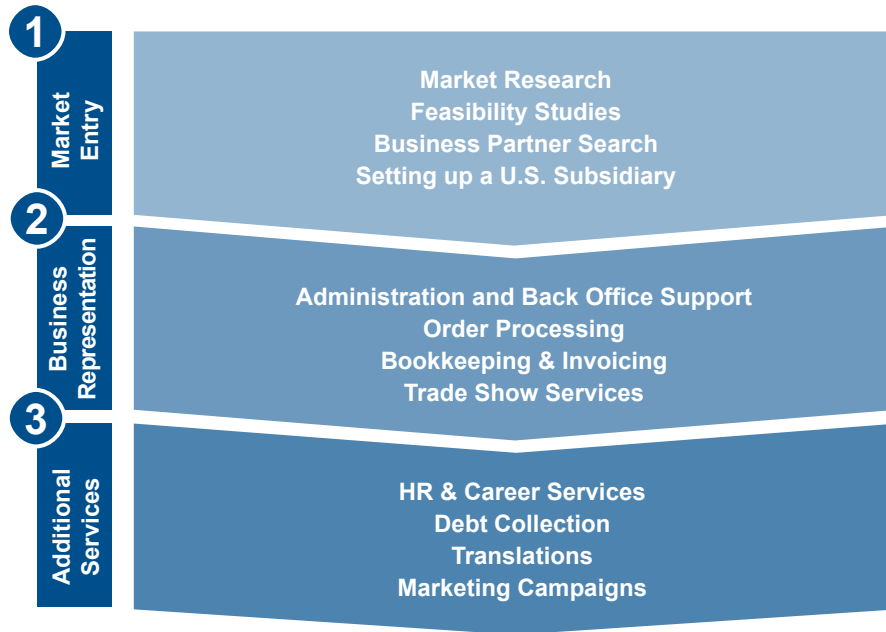 1
Market
Entry
Market Research
Feasibility Studies
Business Partner Search
Setting up a U.S. Subsidiary
2
Business
Representation
Administration and Back Office Support
Order Processing
Bookkeeping & Invoicing
Trade Show Services
3
Additional
Services
HR & Career Services
Debt Collection
Translations
Marketing Campaigns